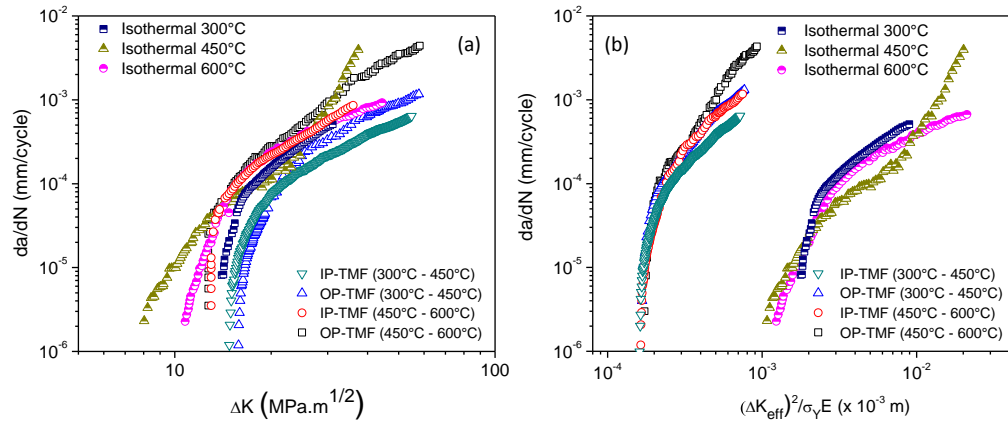 (a)
Isothermal 300°C
Isothermal 450°C
Isothermal 600°C
10⁻²
10⁻³
10⁻⁴
10⁻⁵
10⁻⁶
da/dN (mm/cycle)
IP-TMF (300°C - 450°C)
OP-TMF (300°C - 450°C)
IP-TMF (450°C - 600°C)
OP-TMF (450°C - 600°C)
10
100
ΔK (MPa.m^1/2)
(b)
Isothermal 300°C
Isothermal 450°C
Isothermal 600°C
10⁻²
10⁻³
10⁻⁴
10⁻⁵
10⁻⁶
da/dN (mm/cycle)
IP-TMF (300°C - 450°C)
OP-TMF (300°C - 450°C)
IP-TMF (450°C - 600°C)
OP-TMF (450°C - 600°C)
10⁻⁴
10⁻³
10⁻²
(ΔK_eff)²/σ_Y E (x 10⁻³ m)